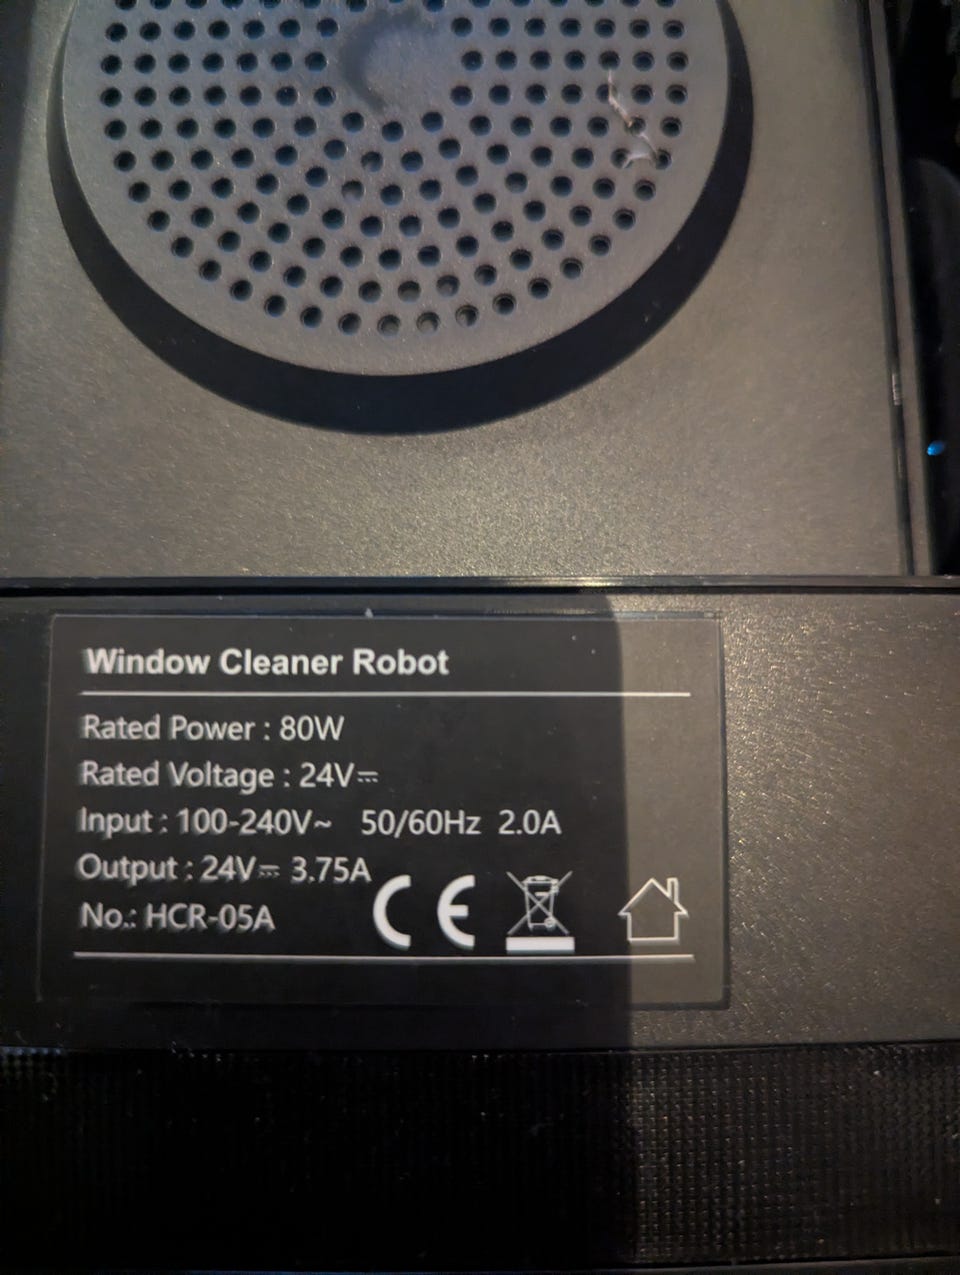 Window Cleaner Robot
Rated Power : 80W
Rated Voltage : 24V⎓
Input : 100-240V~ 50/60Hz 2.0A
Output : 24V⎓ 3.75A
No.: HCR-05A
CE